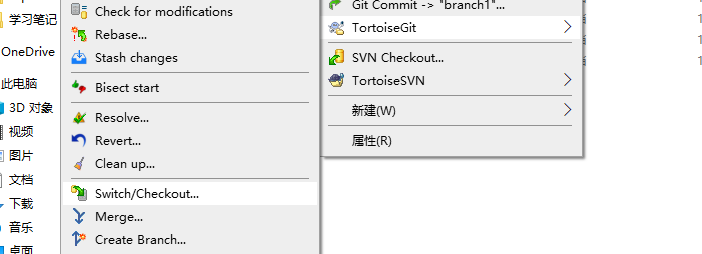 学习笔记
OneDrive
此电脑
3D 对象
视频
图片
文档
下载
音乐
桌面
Check for modifications
Rebase...
Stash changes
Bisect start
Resolve...
Revert...
Clean up...
Switch/Checkout...
Merge...
Create Branch...
Git Commit -> "branch1"...
TortoiseGit
SVN Checkout...
TortoiseSVN
新建(W)
属性(R)
1
1
1